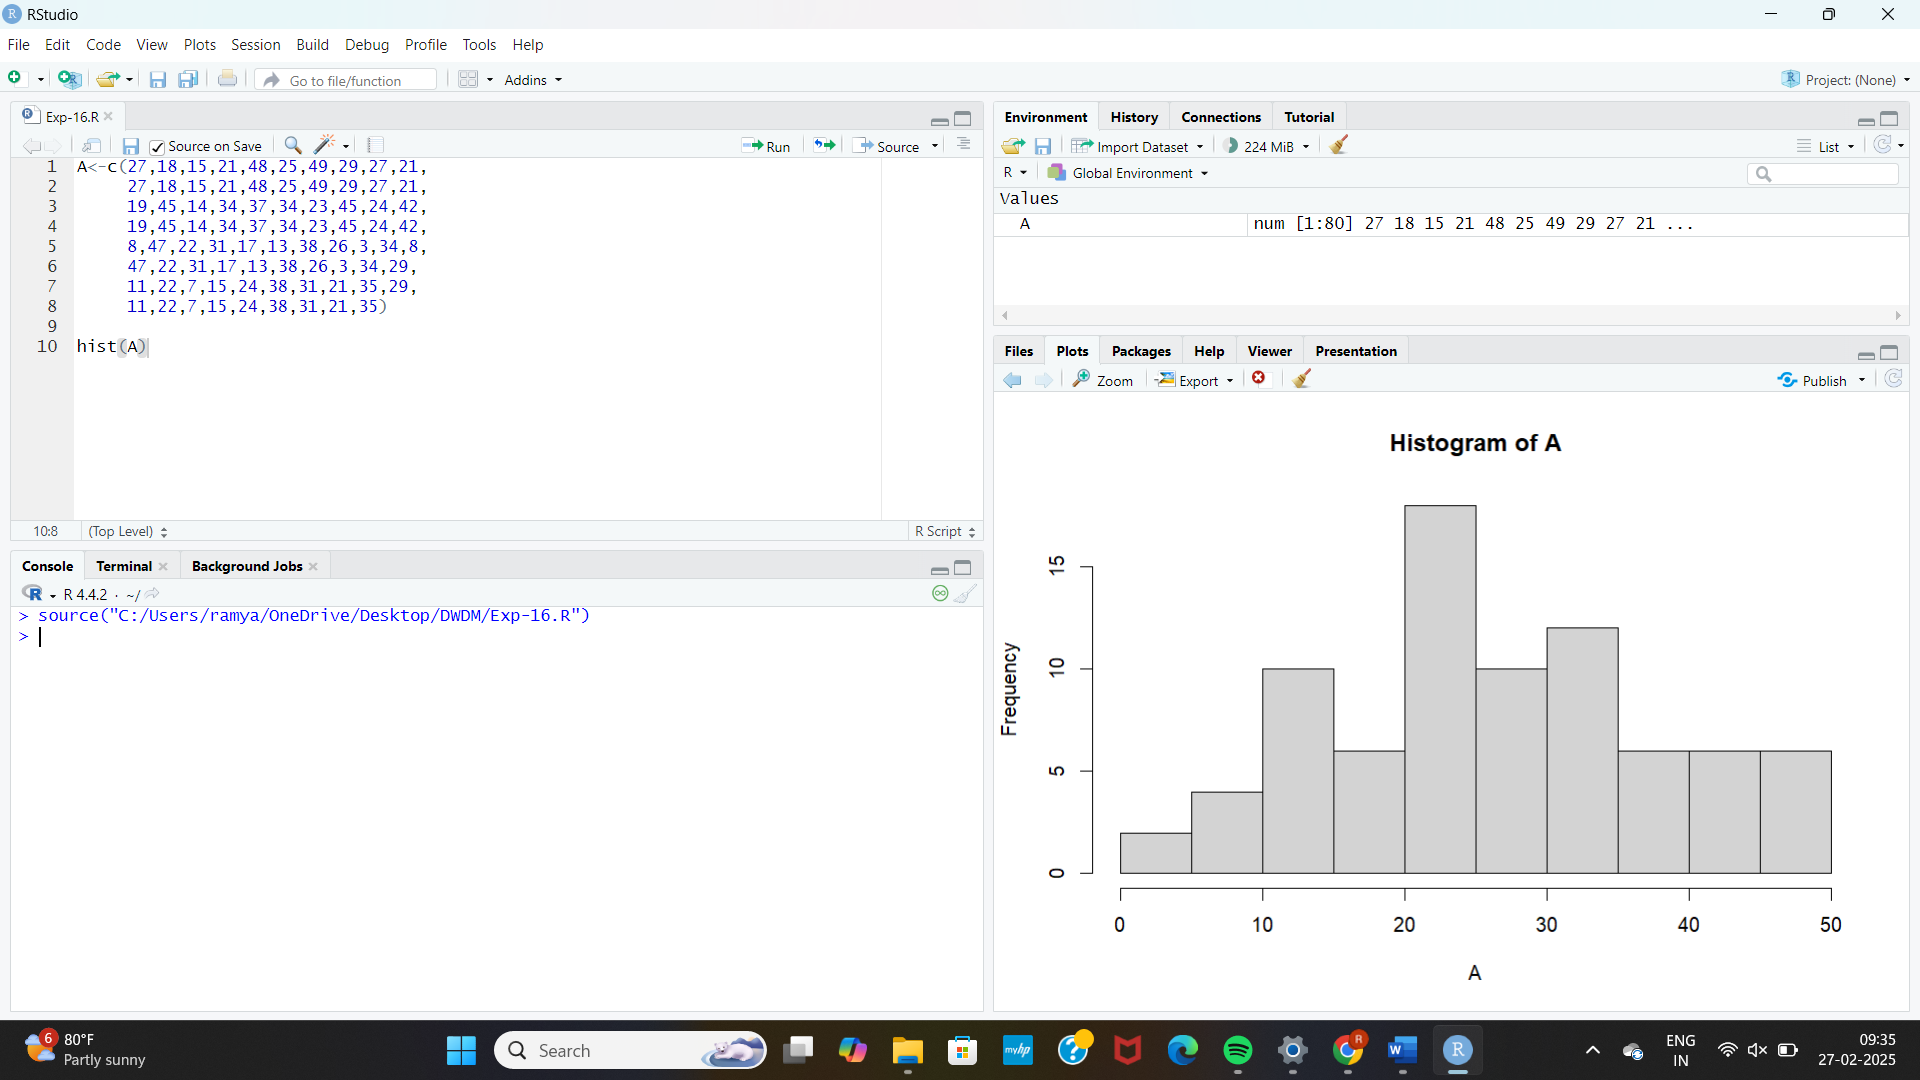 RStudio
File Edit Code View Plots Session Build Debug Profile Tools Help
Go to file/function Addins Project: (None)
Exp-16.R
Source on Save Run Source
1 A<-c(27,18,15,21,48,25,49,29,27,21,
2 27,18,15,21,48,25,49,29,27,21,
3 19,45,14,34,37,34,23,45,24,42,
4 19,45,14,34,37,34,23,45,24,42,
5 8,47,22,31,17,13,38,26,3,34,8,
6 47,22,31,17,13,38,26,3,34,29,
7 11,22,7,15,24,38,31,21,35,29,
8 11,22,7,15,24,38,31,21,35)
9
10 hist(A)
10:8 (Top Level) R Script
Console Terminal Background Jobs
R R 4.4.2 · ~/
> source("C:/Users/ramya/OneDrive/Desktop/DWDM/Exp-16.R")
>
Environment History Connections Tutorial
Import Dataset 224 MiB List
R Global Environment
Values
A num [1:80] 27 18 15 21 48 25 49 29 27 21 ...
Files Plots Packages Help Viewer Presentation
Zoom Export Publish
Histogram of A
Frequency
15
10
5
0
0 10 20 30 40 50
A
6 80°F
Partly sunny
Search
myhp
R
W
R
ENG
IN
09:35
27-02-2025